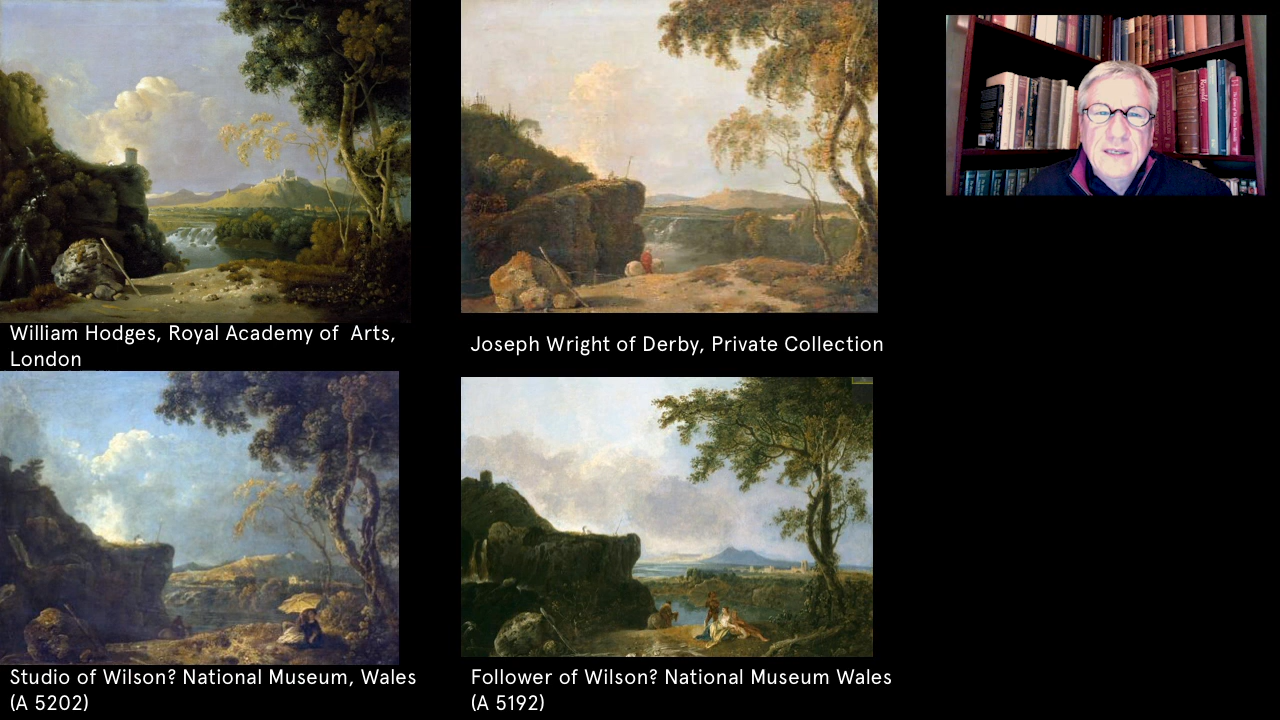 William Hodges, Royal Academy of Arts,
London
Joseph Wright of Derby, Private Collection
Studio of Wilson? National Museum, Wales
(A 5202)
Follower of Wilson? National Museum Wales
(A 5192)